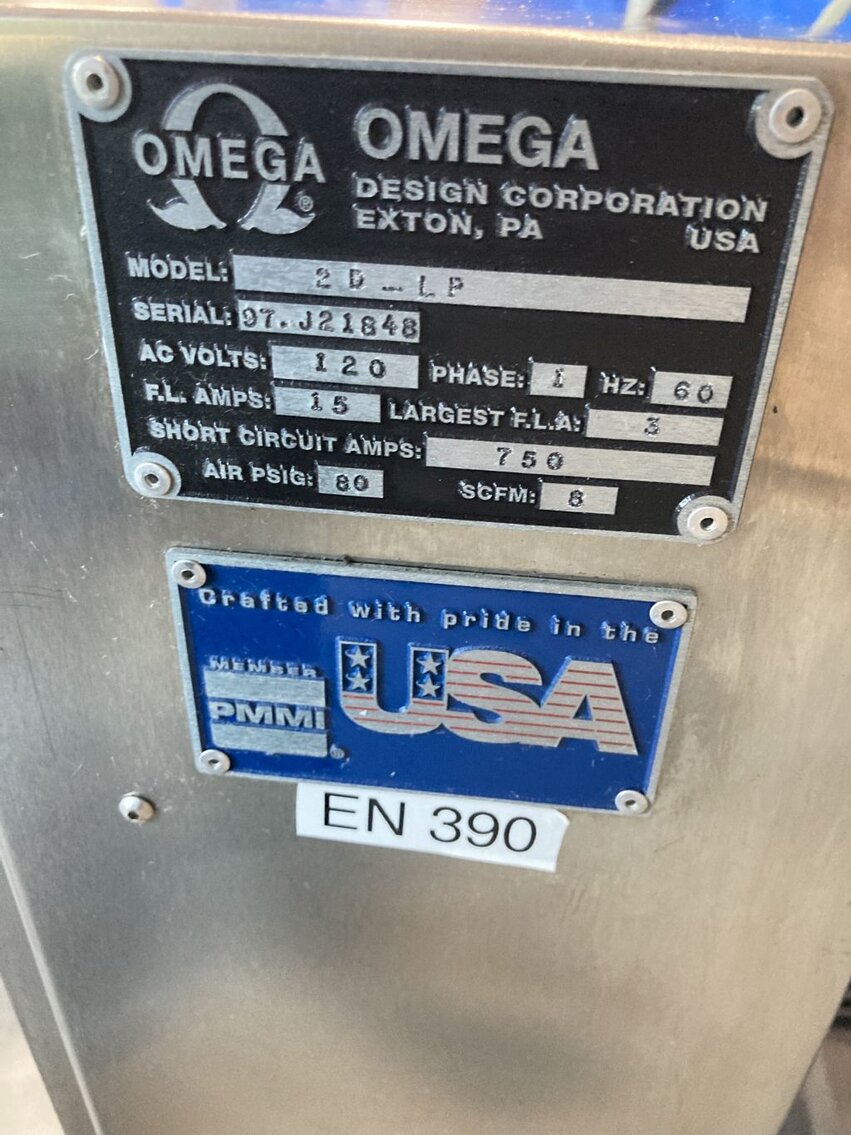 OMEGA
OMEGA
DESIGN CORPORATION
EXTON, PA USA
MODEL: 2D-LP
SERIAL: 97.J21848
AC VOLTS: 120 PHASE: 1 HZ: 60
F.L. AMPS: 15 LARGEST F.L.A: 3
SHORT CIRCUIT AMPS: 750
AIR PSIG: 80 SCFM: 8
Crafted with pride in the
USA
MEMBER
PMMI
EN 390